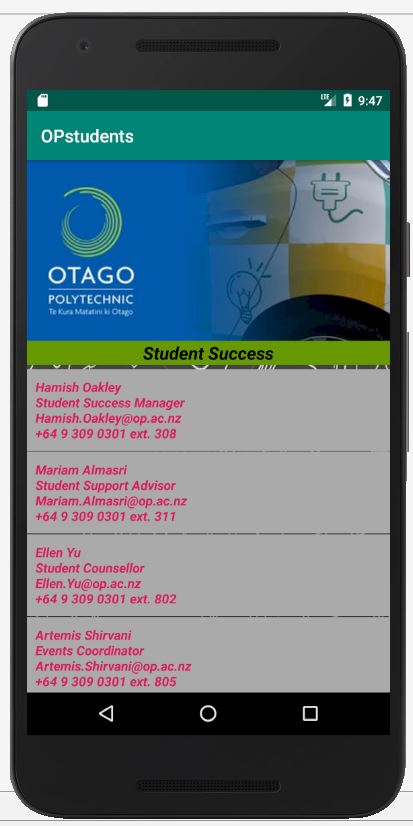 LTE 9:47
OPstudents
OTAGO
POLYTECHNIC
Te Kura Matatini ki Otago
Student Success
Hamish Oakley
Student Success Manager
Hamish.Oakley@op.ac.nz
+64 9 309 0301 ext. 308
Mariam Almasri
Student Support Advisor
Mariam.Almasri@op.ac.nz
+64 9 309 0301 ext. 311
Ellen Yu
Student Counsellor
Ellen.Yu@op.ac.nz
+64 9 309 0301 ext. 802
Artemis Shirvani
Events Coordinator
Artemis.Shirvani@op.ac.nz
+64 9 309 0301 ext. 805